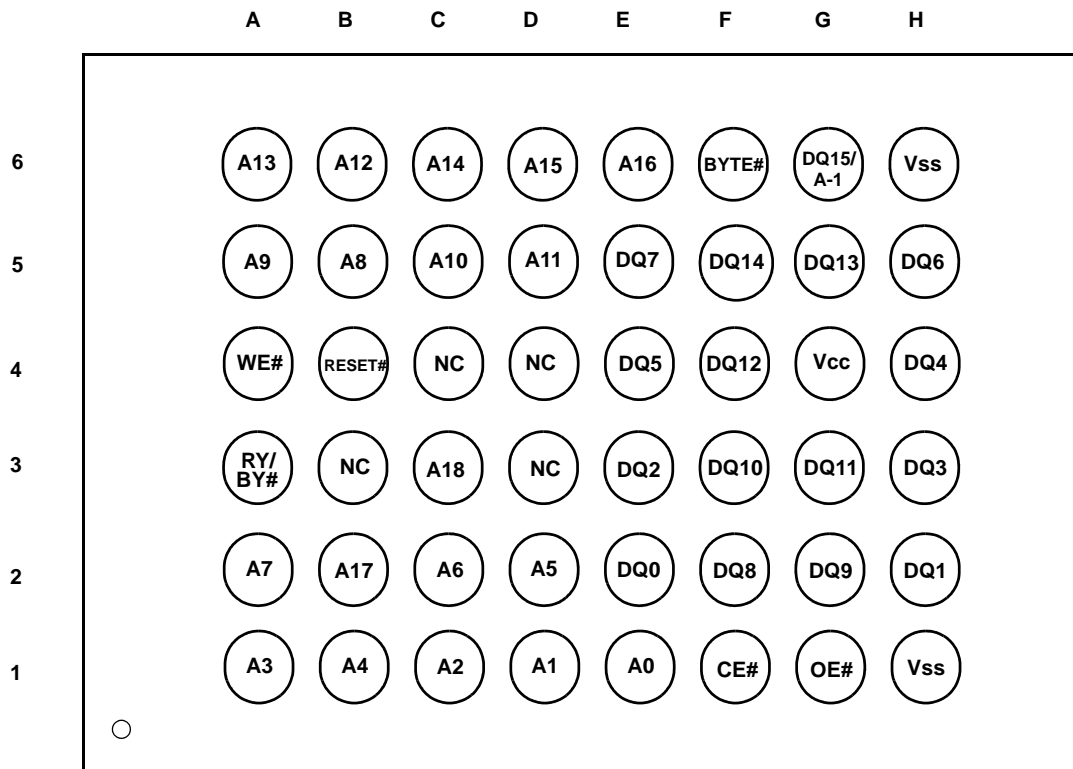 A B C D E F G H
6 A13 A12 A14 A15 A16 BYTE# DQ15/ A-1 Vss
5 A9 A8 A10 A11 DQ7 DQ14 DQ13 DQ6
4 WE# RESET# NC NC DQ5 DQ12 Vcc DQ4
3 RY/ BY# NC A18 NC DQ2 DQ10 DQ11 DQ3
2 A7 A17 A6 A5 DQ0 DQ8 DQ9 DQ1
1 A3 A4 A2 A1 A0 CE# OE# Vss